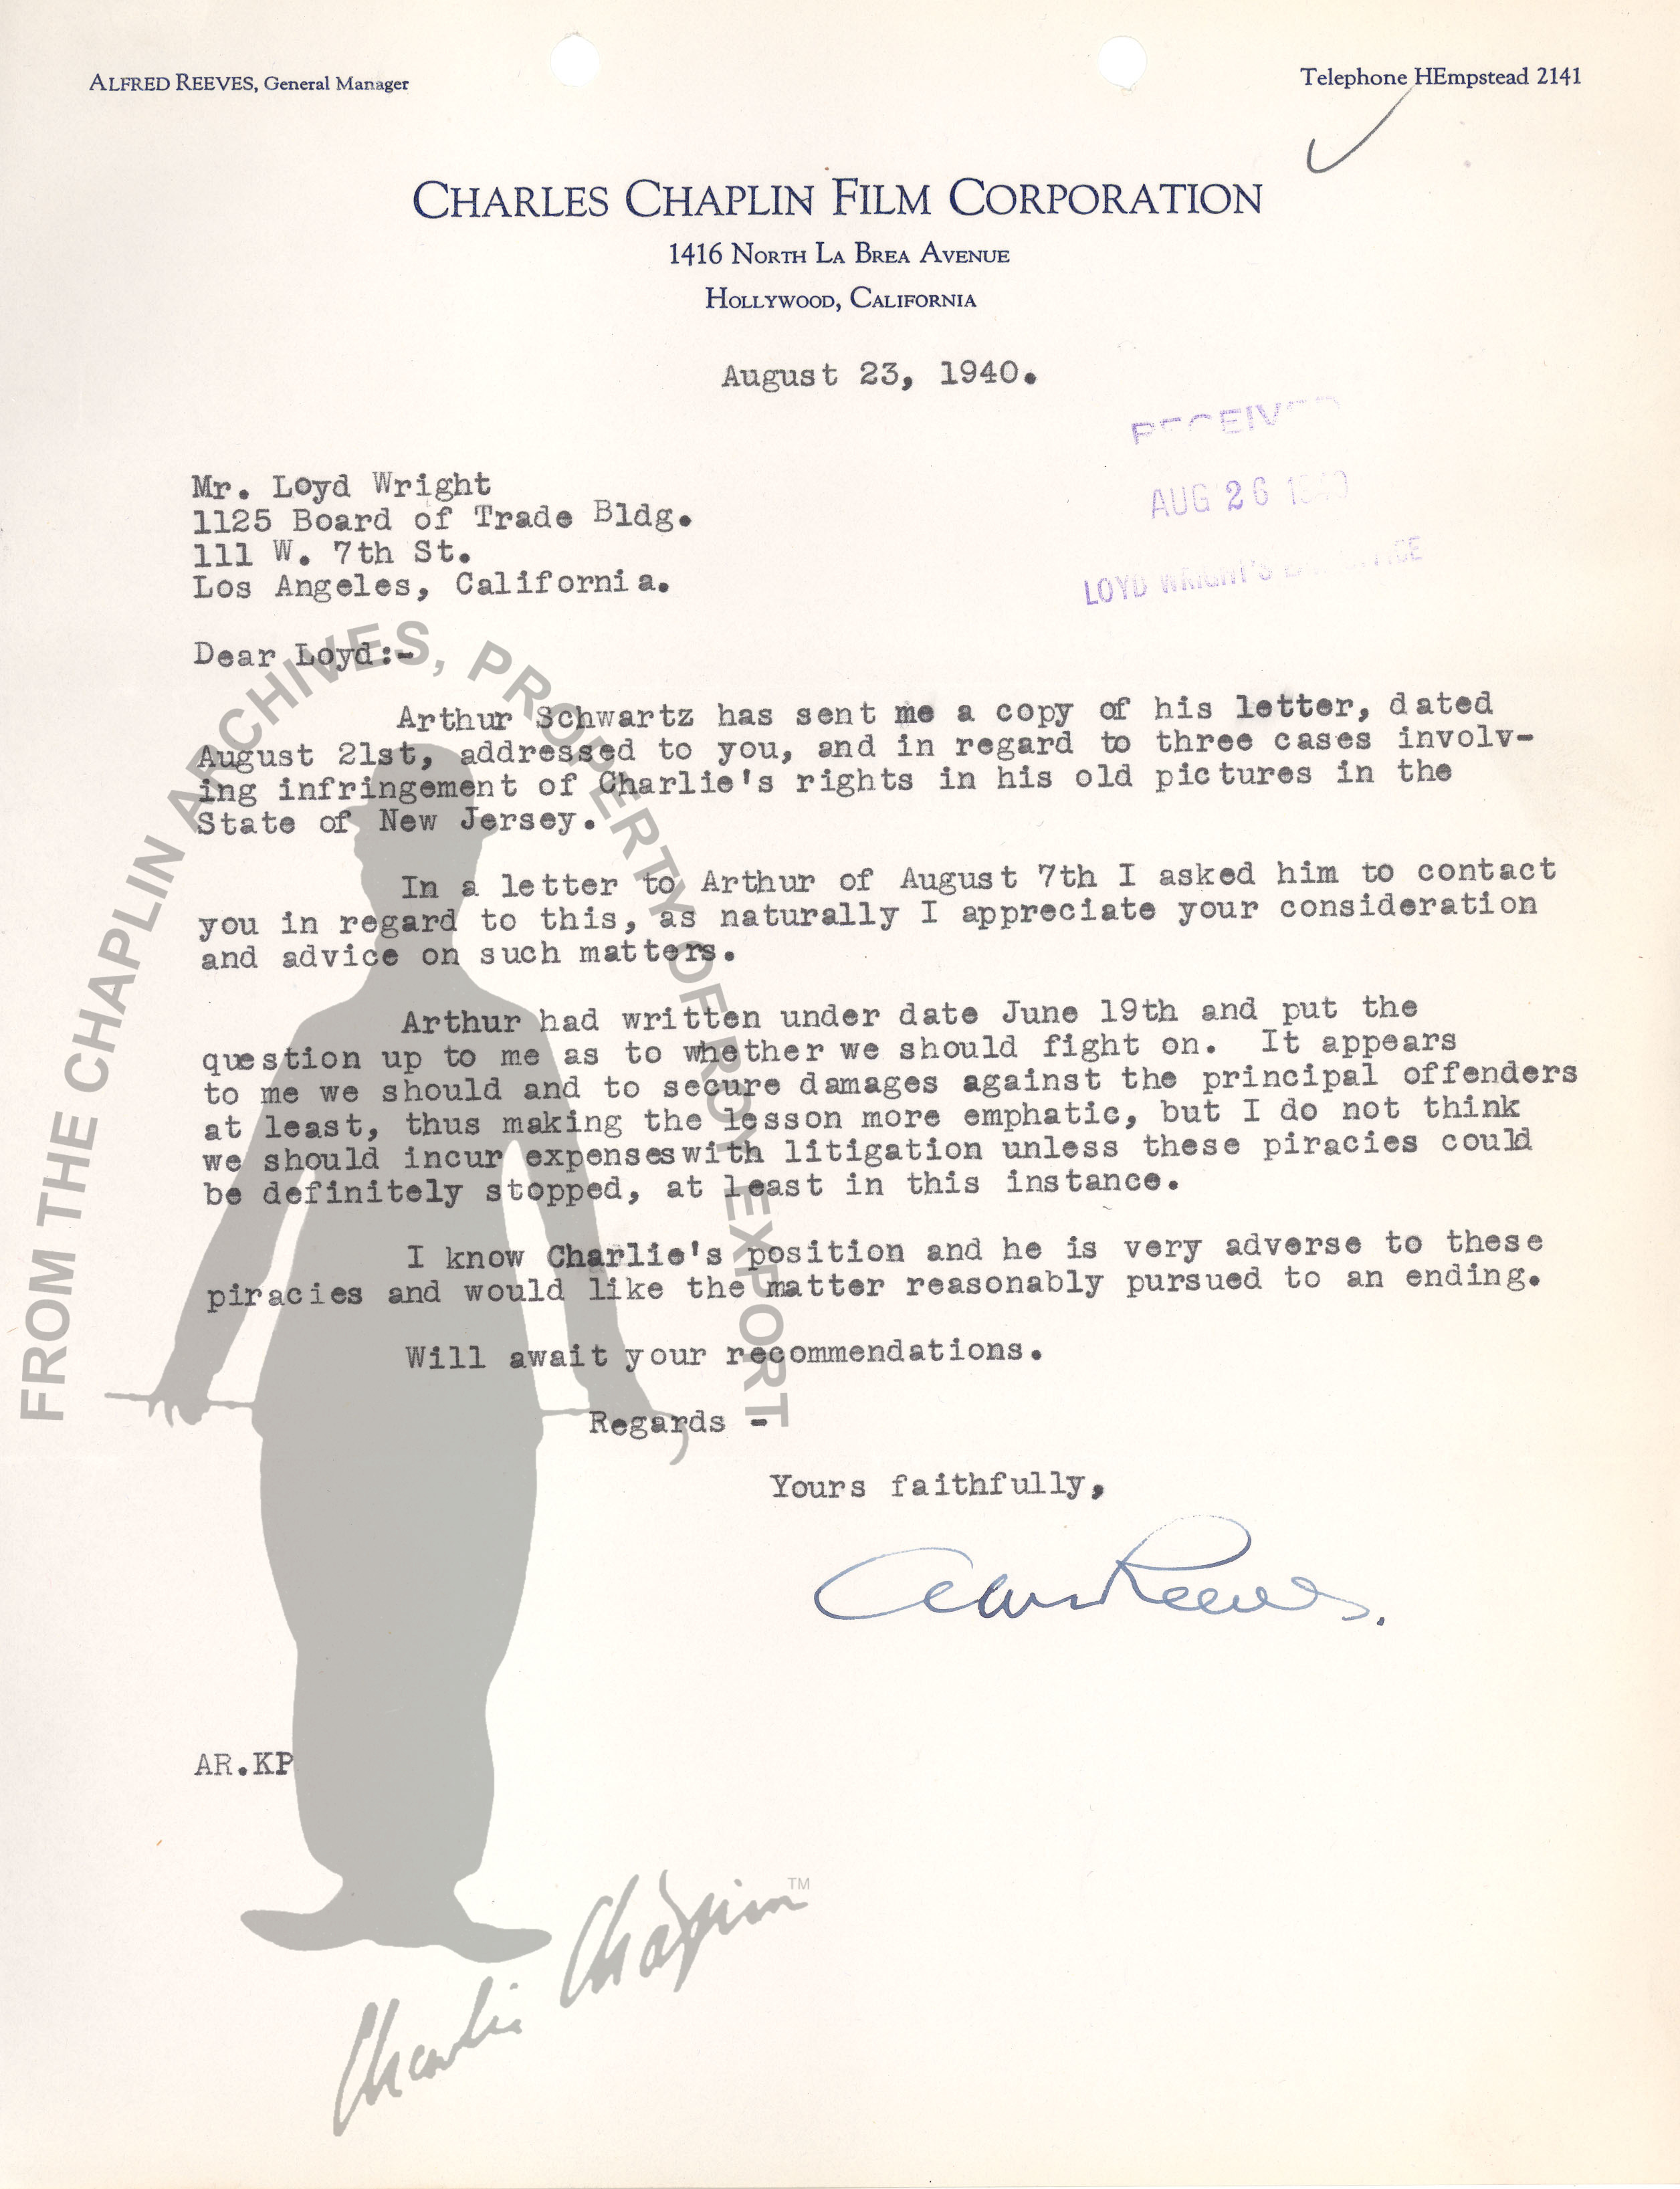 ALFRED REEVES, General Manager
Telephone HEmpstead 2141
CHARLES CHAPLIN FILM CORPORATION
1416 NORTH LA BREA AVENUE
HOLLYWOOD, CALIFORNIA
August 23, 1940.
RECEIVED
AUG 26 1940
LOYD WRIGHT'S LAW OFFICE
Mr. Loyd Wright
1125 Board of Trade Bldg.
111 W. 7th St.
Los Angeles, California.
Dear Loyd:-
Arthur Schwartz has sent me a copy of his letter, dated
August 21st, addressed to you, and in regard to three cases involv-
ing infringement of Charlie's rights in his old pictures in the
State of New Jersey.
In a letter to Arthur of August 7th I asked him to contact
you in regard to this, as naturally I appreciate your consideration
and advice on such matters.
Arthur had written under date June 19th and put the
question up to me as to whether we should fight on. It appears
to me we should and to secure damages against the principal offenders
at least, thus making the lesson more emphatic, but I do not think
we should incur expenses with litigation unless these piracies could
be definitely stopped, at least in this instance.
I know Charlie's position and he is very adverse to these
piracies and would like the matter reasonably pursued to an ending.
Will await your recommendations.
Regards -
Yours faithfully,
Alf Reeves.
AR.KP
FROM THE CHAPLIN ARCHIVES, PROPERTY OF ROY EXPORT
Charlie Chaplin TM